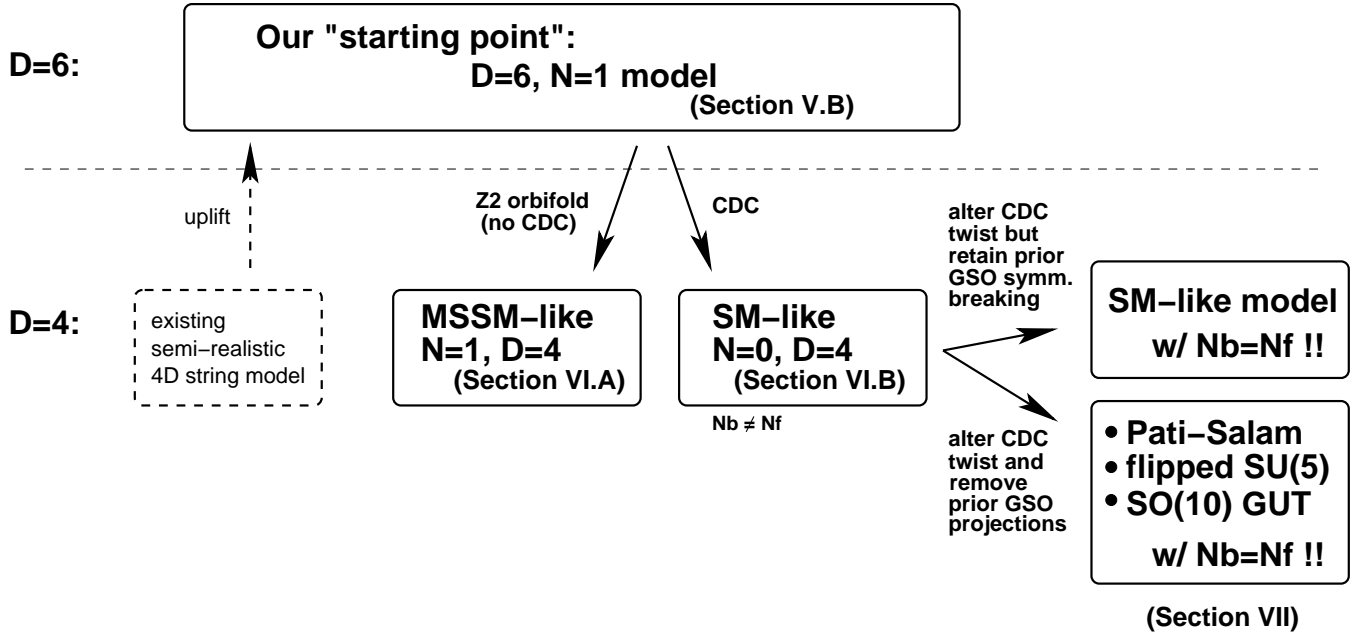 D=6:
Our "starting point":
D=6, N=1 model
(Section V.B)
uplift
Z2 orbifold
(no CDC)
CDC
alter CDC
twist but
retain prior
GSO symm.
breaking
D=4:
existing
semi−realistic
4D string model
MSSM−like
N=1, D=4
(Section VI.A)
SM−like
N=0, D=4
(Section VI.B)
Nb ≠ Nf
SM−like model
w/ Nb=Nf !!
alter CDC
twist and
remove
prior GSO
projections
• Pati−Salam
• flipped SU(5)
• SO(10) GUT
w/ Nb=Nf !!
(Section VII)